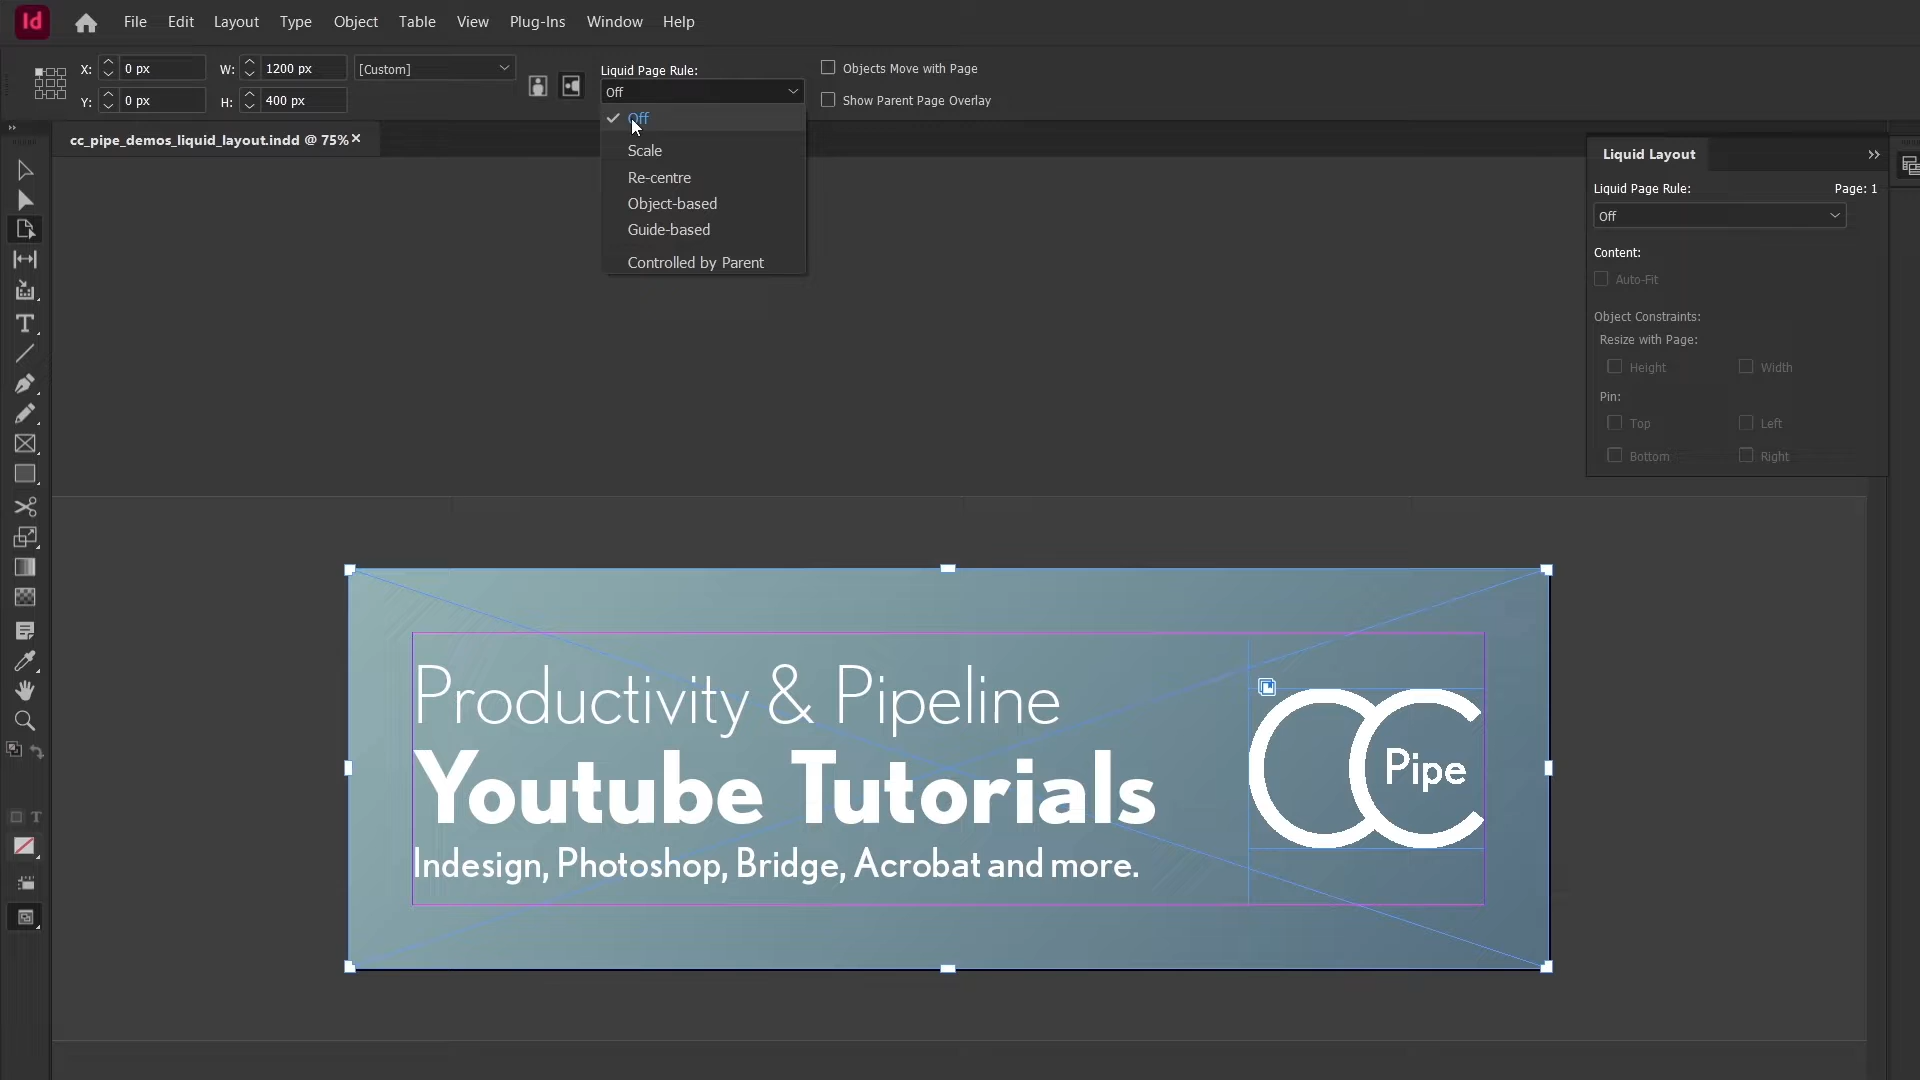 Id
File Edit Layout Type Object Table View Plug-Ins Window Help
X: 0 px W: 1200 px [Custom]
Y: 0 px H: 400 px
Liquid Page Rule:
Off
Objects Move with Page
Show Parent Page Overlay
Off
Scale
Re-centre
Object-based
Guide-based
Controlled by Parent
cc_pipe_demos_liquid_layout.indd @ 75%
Liquid Layout
Liquid Page Rule: Page: 1
Off
Content:
Auto-Fit
Object Constraints:
Resize with Page:
Height Width
Pin:
Top Left
Bottom Right
Productivity & Pipeline
Youtube Tutorials
Indesign, Photoshop, Bridge, Acrobat and more.
CC
Pipe